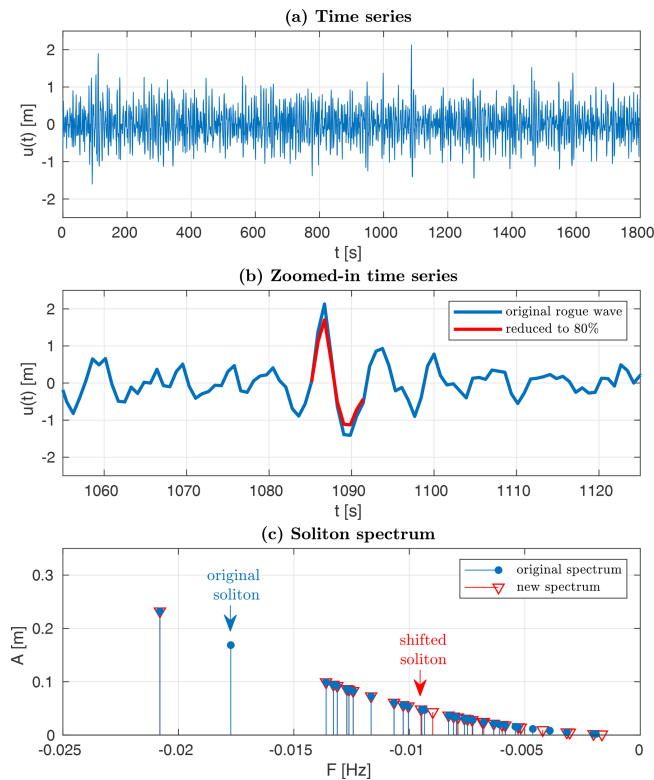 (a) Time series
u(t) [m]
2
1
0
-1
-2
0 200 400 600 800 1000 1200 1400 1600 1800
t [s]
(b) Zoomed-in time series
u(t) [m]
2
1
0
-1
-2
original rogue wave
reduced to 80%
1060 1070 1080 1090 1100 1110 1120
t [s]
(c) Soliton spectrum
A [m]
0.3
0.2
0.1
0
original
soliton
shifted
soliton
original spectrum
new spectrum
-0.025 -0.02 -0.015 -0.01 -0.005 0
F [Hz]